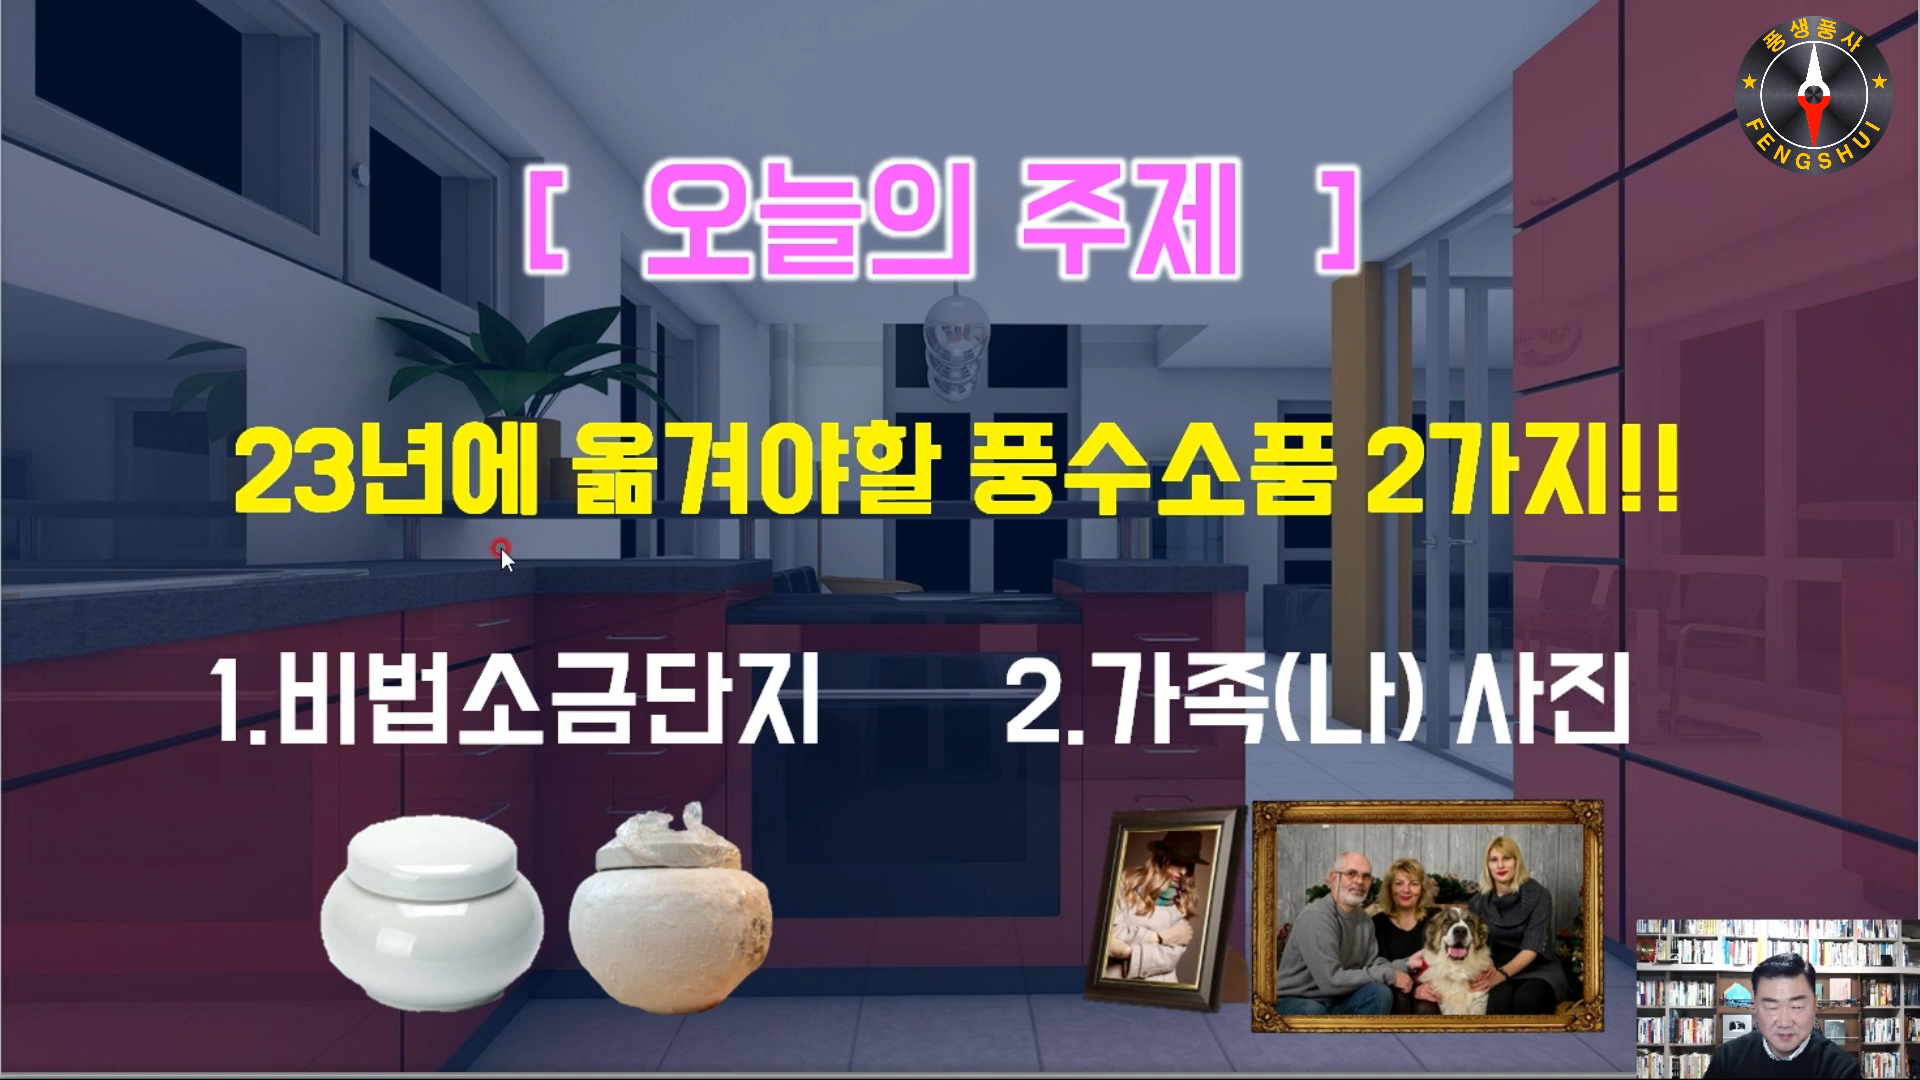 풍생풍사
FENGSHUI
[ 오늘의 주제 ]
23년에 옮겨야할 풍수소품 2가지!!
1.비법소금단지
2.가족(나) 사진